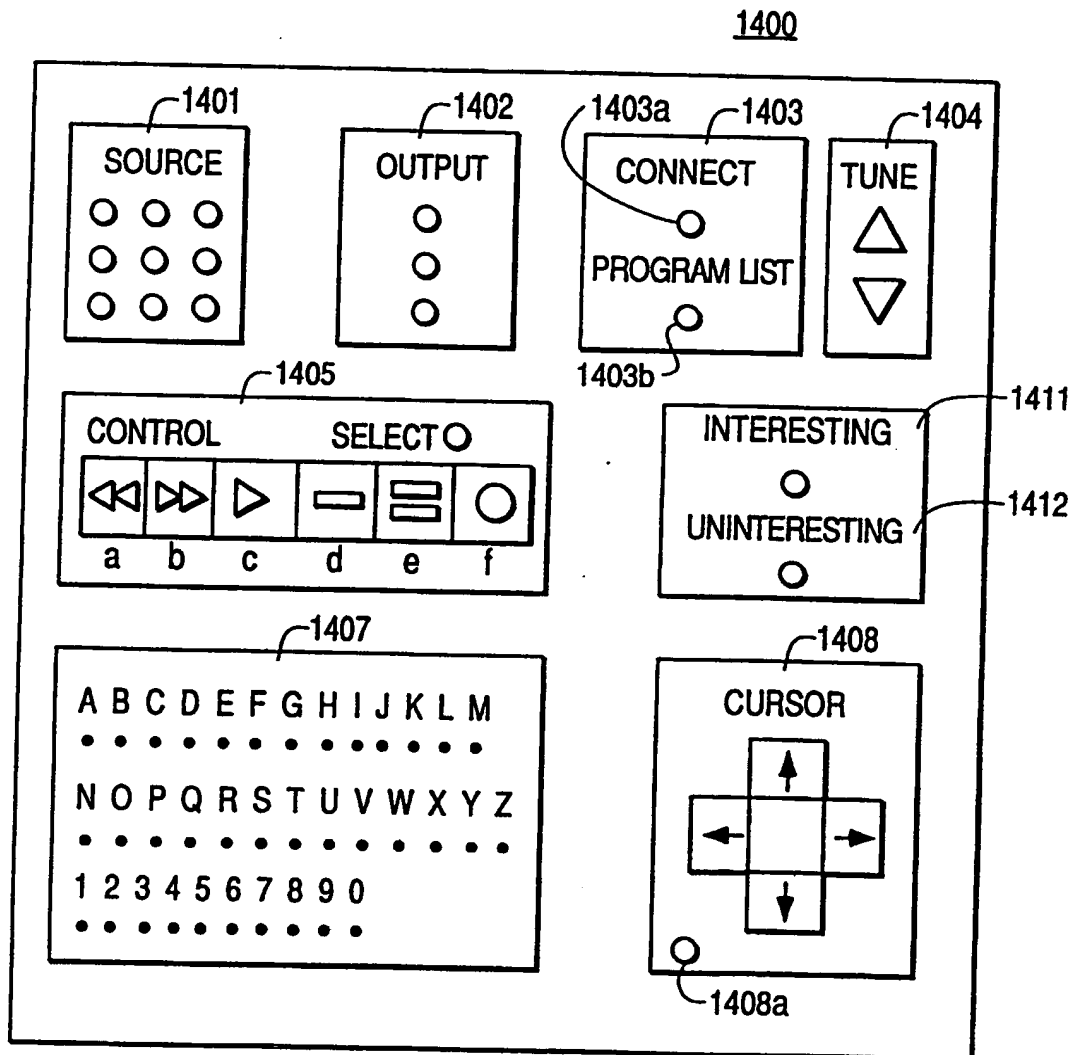 1400
1401
1402
1403a
1403
1404
SOURCE
OUTPUT
CONNECT
TUNE
PROGRAM LIST
1403b
1405
CONTROL SELECT
a b c d e f
1411
INTERESTING
1412
UNINTERESTING
1407
A B C D E F G H I J K L M
N O P Q R S T U V W X Y Z
1 2 3 4 5 6 7 8 9 0
1408
CURSOR
1408a